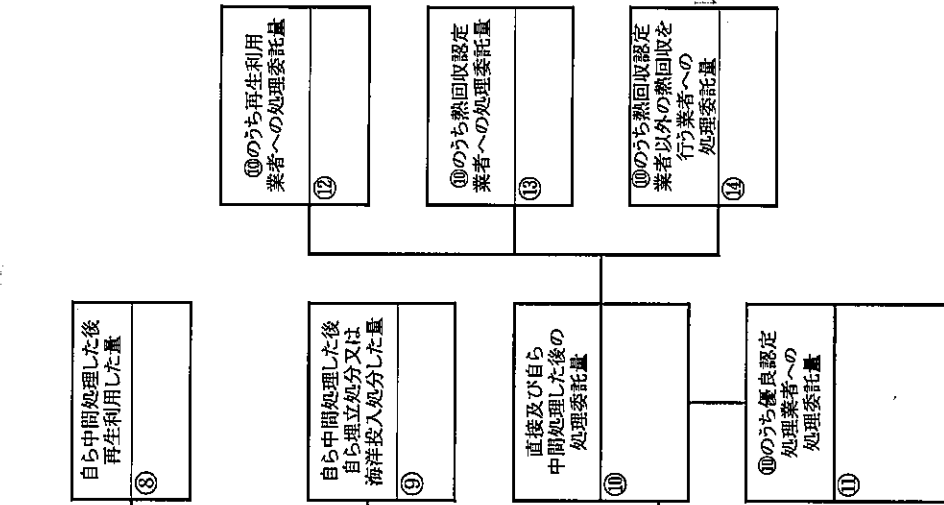 ⑩のうち再生利用
業者への処理委託量
⑫
⑩のうち熱回収認定
業者への処理委託量
⑬
⑩のうち熱回収認定
業者以外の熱回収を
行う業者への
処理委託量
⑭
自ら中間処理した後
再生利用した量
⑧
自ら中間処理した後
自ら埋立処分又は
海洋投入処分した量
⑨
直接及び自ら
中間処理した後の
処理委託量
⑩
⑩のうち優良認定
処理業者への
処理委託量
⑪